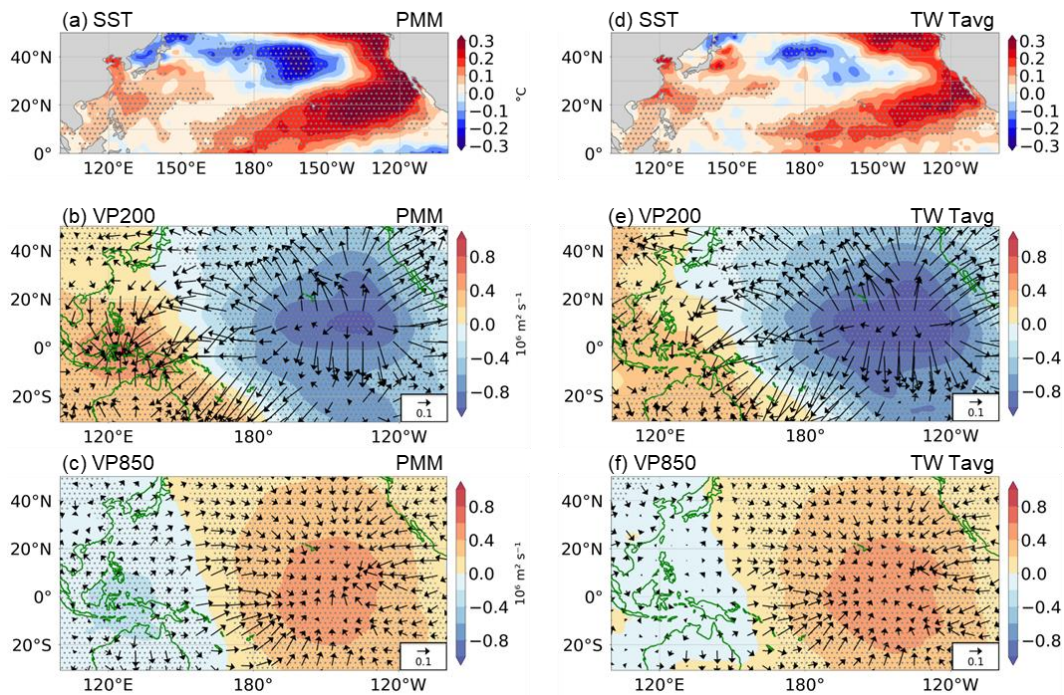 (a) SST PMM
40°N
20°N
0°
120°E 150°E 180° 150°W 120°W
0.3
0.2
0.1
0.0
−0.1
−0.2
−0.3
°C
(d) SST TW Tavg
40°N
20°N
0°
120°E 150°E 180° 150°W 120°W
0.3
0.2
0.1
0.0
−0.1
−0.2
−0.3
(b) VP200 PMM
40°N
20°N
0°
20°S
120°E 180° 120°W
0.1
0.8
0.4
0.0
−0.4
−0.8
10⁶ m² s⁻¹
(e) VP200 TW Tavg
40°N
20°N
0°
20°S
120°E 180° 120°W
0.1
0.8
0.4
0.0
−0.4
−0.8
(c) VP850 PMM
40°N
20°N
0°
20°S
120°E 180° 120°W
0.1
0.8
0.4
0.0
−0.4
−0.8
10⁶ m² s⁻¹
(f) VP850 TW Tavg
40°N
20°N
0°
20°S
120°E 180° 120°W
0.1
0.8
0.4
0.0
−0.4
−0.8